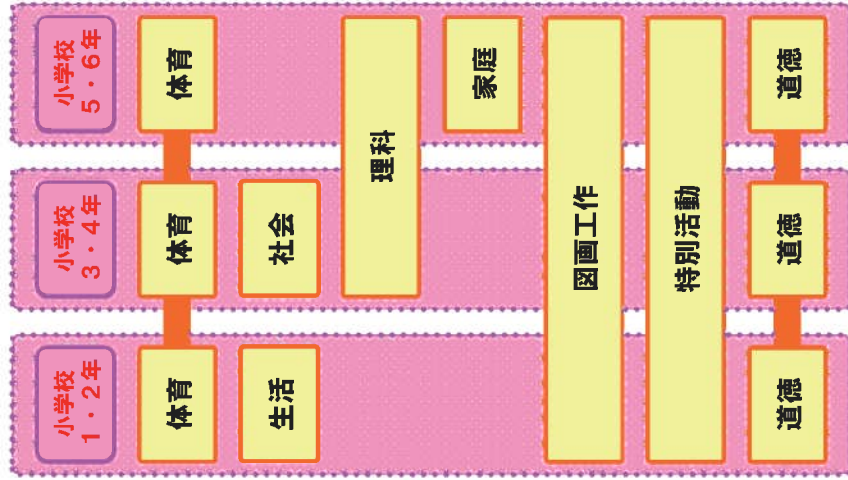 小学校
5・6年
体育
理科
家庭
図画工作
特別活動
道徳
小学校
3・4年
体育
社会
道徳
小学校
1・2年
体育
生活
道徳